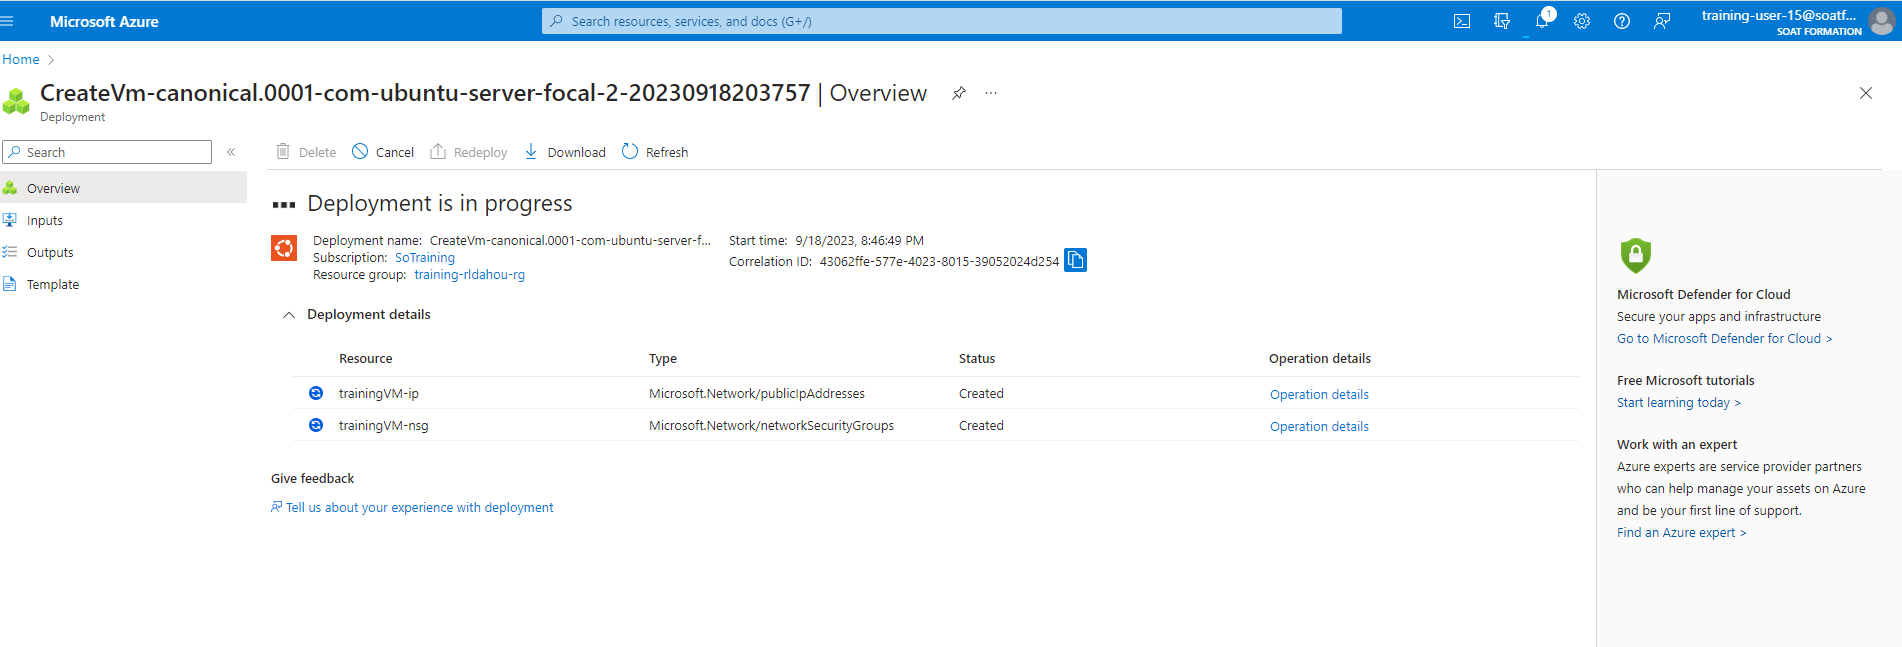 Microsoft Azure
Search resources, services, and docs (G+/)
1
training-user-15@soatf...
SOAT FORMATION
Home
CreateVm-canonical.0001-com-ubuntu-server-focal-2-20230918203757 | Overview
Deployment
Search
Overview
Inputs
Outputs
Template
Delete
Cancel
Redeploy
Download
Refresh
Deployment is in progress
Deployment name: CreateVm-canonical.0001-com-ubuntu-server-f...
Subscription: SoTraining
Resource group: training-rldahou-rg
Start time: 9/18/2023, 8:46:49 PM
Correlation ID: 43062ffe-577e-4023-8015-39052024d254
Deployment details
Resource Type Status Operation details
trainingVM-ip Microsoft.Network/publicIpAddresses Created Operation details
trainingVM-nsg Microsoft.Network/networkSecurityGroups Created Operation details
Give feedback
Tell us about your experience with deployment
Microsoft Defender for Cloud
Secure your apps and infrastructure
Go to Microsoft Defender for Cloud >
Free Microsoft tutorials
Start learning today >
Work with an expert
Azure experts are service provider partners
who can help manage your assets on Azure
and be your first line of support.
Find an Azure expert >